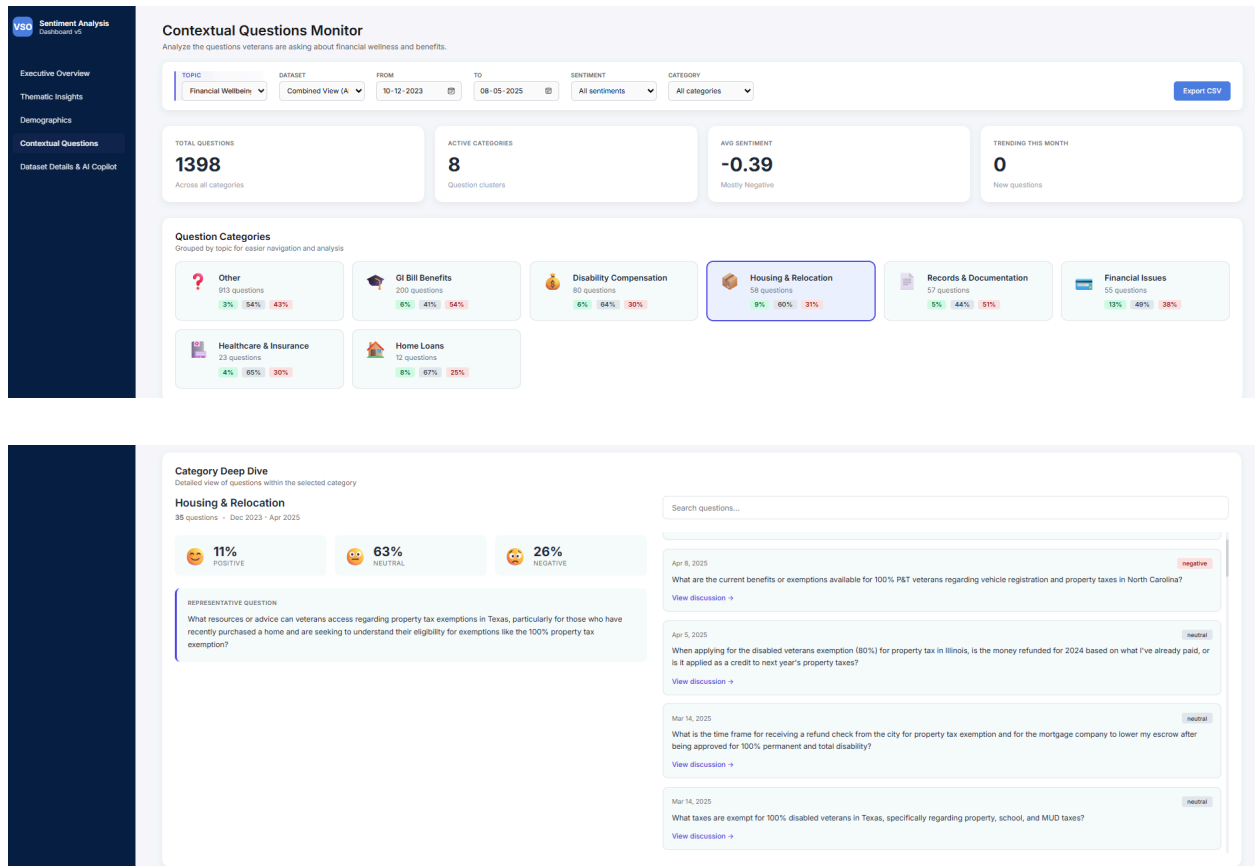 VSO
Sentiment Analysis
Dashboard v5
Executive Overview
Thematic Insights
Demographics
Contextual Questions
Dataset Details & AI Copilot
Contextual Questions Monitor
Analyze the questions veterans are asking about financial wellness and benefits.
TOPIC
Financial Wellbein
DATASET
Combined View (A
FROM
10-12-2023
TO
08-05-2025
SENTIMENT
All sentiments
CATEGORY
All categories
Export CSV
TOTAL QUESTIONS
1398
Across all categories
ACTIVE CATEGORIES
8
Question clusters
AVG SENTIMENT
-0.39
Mostly Negative
TRENDING THIS MONTH
0
New questions
Question Categories
Grouped by topic for easier navigation and analysis
Other
913 questions
3% 54% 43%
GI Bill Benefits
200 questions
6% 41% 54%
Disability Compensation
80 questions
6% 64% 30%
Housing & Relocation
58 questions
9% 60% 31%
Records & Documentation
57 questions
5% 44% 51%
Financial Issues
55 questions
13% 49% 38%
Healthcare & Insurance
23 questions
4% 65% 30%
Home Loans
12 questions
8% 67% 25%
Category Deep Dive
Detailed view of questions within the selected category
Housing & Relocation
35 questions • Dec 2023 - Apr 2025
11%
POSITIVE
63%
NEUTRAL
26%
NEGATIVE
REPRESENTATIVE QUESTION
What resources or advice can veterans access regarding property tax exemptions in Texas, particularly for those who have
recently purchased a home and are seeking to understand their eligibility for exemptions like the 100% property tax
exemption?
Search questions...
Apr 8, 2025
negative
What are the current benefits or exemptions available for 100% P&T veterans regarding vehicle registration and property taxes in North Carolina?
View discussion →
Apr 5, 2025
neutral
When applying for the disabled veterans exemption (80%) for property tax in Illinois, is the money refunded for 2024 based on what I've already paid, or
is it applied as a credit to next year's property taxes?
View discussion →
Mar 14, 2025
neutral
What is the time frame for receiving a refund check from the city for property tax exemption and for the mortgage company to lower my escrow after
being approved for 100% permanent and total disability?
View discussion →
Mar 14, 2025
neutral
What taxes are exempt for 100% disabled veterans in Texas, specifically regarding property, school, and MUD taxes?
View discussion →